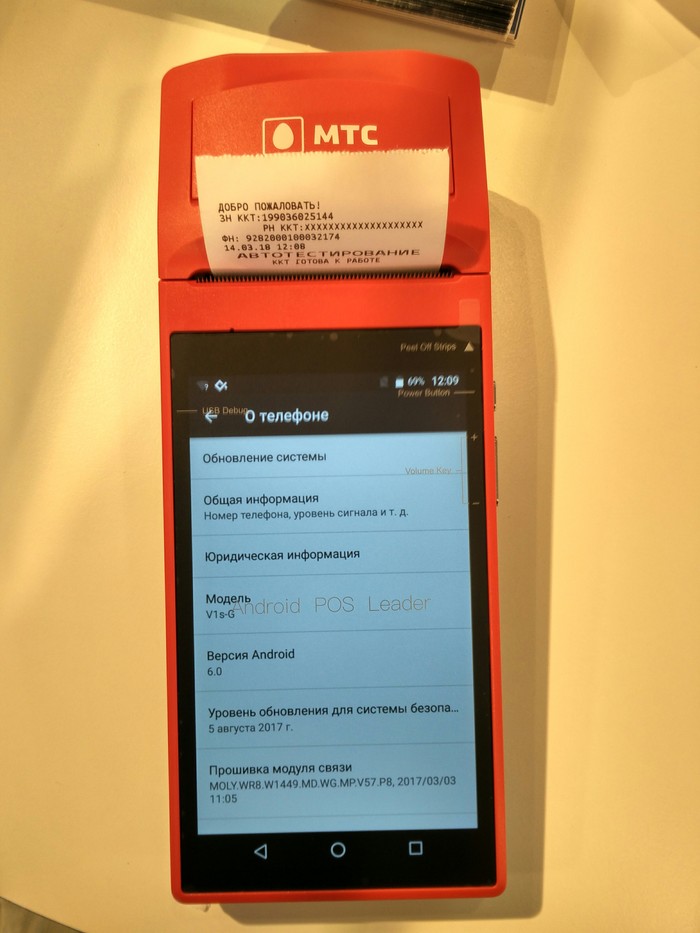 МТС
ДОБРО ПОЖАЛОВАТЬ!
ЗН ККТ:199036025144
РН ККТ:XXXXXXXXXXXXXXXXXXXX
ФН: 9282000100032174
14.03.18 12:08
АВТОТЕСТИРОВАНИЕ
ККТ ГОТОВА К РАБОТЕ
Peel Off Strips
69% 12:09
Power Button
USB Debug
О телефоне
Обновление системы
Volume Key
Общая информация
Номер телефона, уровень сигнала и т. д.
Юридическая информация
Модель
V1s-G
Android POS Leader
Версия Android
6.0
Уровень обновления для системы безопа...
5 августа 2017 г.
Прошивка модуля связи
MOLY.WR8.W1449.MD.WG.MP.V57.P8, 2017/03/03
11:05